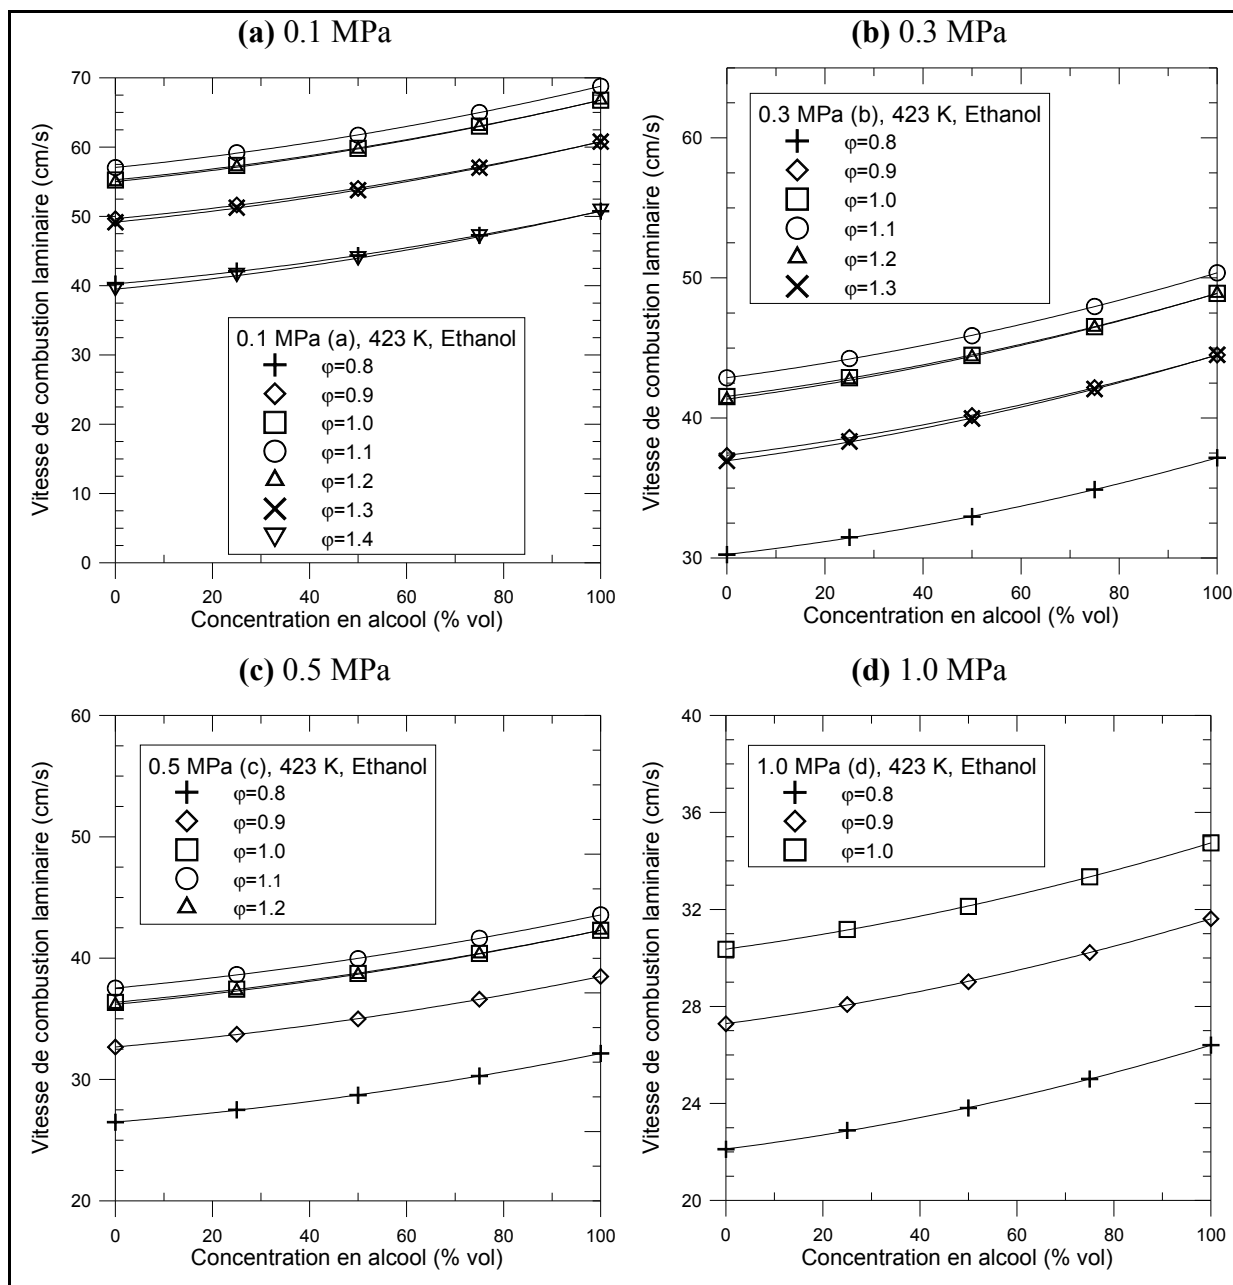 (a) 0.1 MPa
Vitesse de combustion laminaire (cm/s)
70
60
50
40
30
20
10
0
0.1 MPa (a), 423 K, Ethanol
φ=0.8
φ=0.9
φ=1.0
φ=1.1
φ=1.2
φ=1.3
φ=1.4
0 20 40 60 80 100
Concentration en alcool (% vol)
(b) 0.3 MPa
Vitesse de combustion laminaire (cm/s)
60
50
40
30
0.3 MPa (b), 423 K, Ethanol
φ=0.8
φ=0.9
φ=1.0
φ=1.1
φ=1.2
φ=1.3
0 20 40 60 80 100
Concentration en alcool (% vol)
(c) 0.5 MPa
Vitesse de combustion laminaire (cm/s)
60
50
40
30
20
0.5 MPa (c), 423 K, Ethanol
φ=0.8
φ=0.9
φ=1.0
φ=1.1
φ=1.2
0 20 40 60 80 100
Concentration en alcool (% vol)
(d) 1.0 MPa
Vitesse de combustion laminaire (cm/s)
40
36
32
28
24
20
1.0 MPa (d), 423 K, Ethanol
φ=0.8
φ=0.9
φ=1.0
0 20 40 60 80 100
Concentration en alcool (% vol)